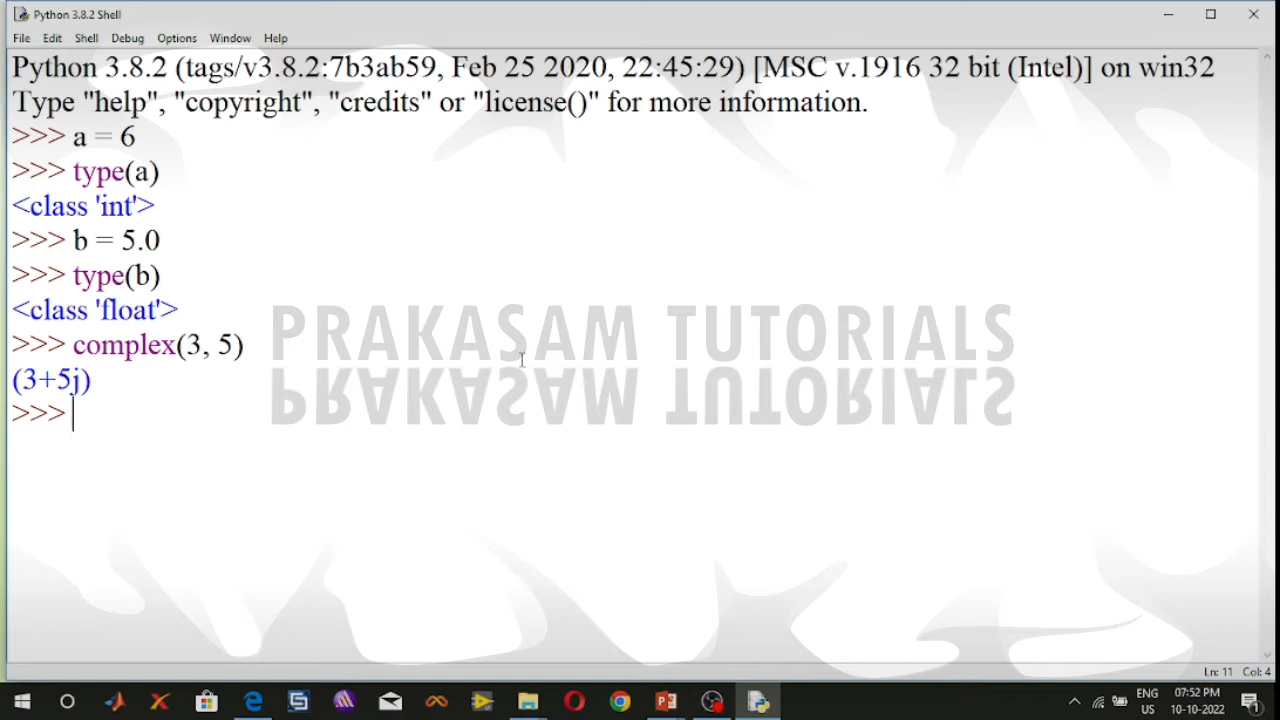 Python 3.8.2 Shell
File Edit Shell Debug Options Window Help
Python 3.8.2 (tags/v3.8.2:7b3ab59, Feb 25 2020, 22:45:29) [MSC v.1916 32 bit (Intel)] on win32
Type "help", "copyright", "credits" or "license()" for more information.
>>> a = 6
>>> type(a)
<class 'int'>
>>> b = 5.0
>>> type(b)
<class 'float'>
>>> complex(3, 5)
(3+5j)
>>>
PRAKASAM TUTORIALS
Ln: 11 Col: 4
ENG
US
07:52 PM
10-10-2022
1